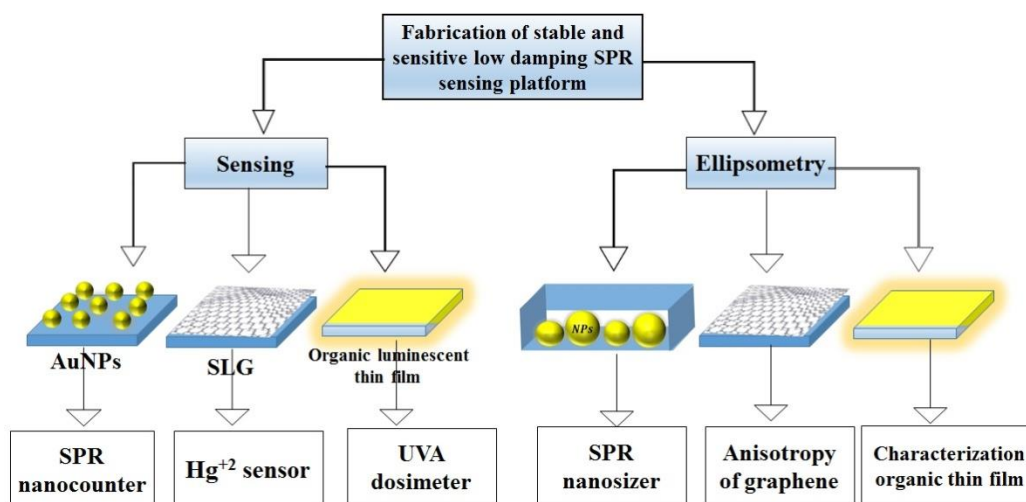 Fabrication of stable and
sensitive low damping SPR
sensing platform
Sensing
Ellipsometry
AuNPs
SLG
Organic luminescent
thin film
NPs
SPR
nanocounter
Hg+2 sensor
UVA
dosimeter
SPR
nanosizer
Anisotropy
of graphene
Characterization
organic thin film